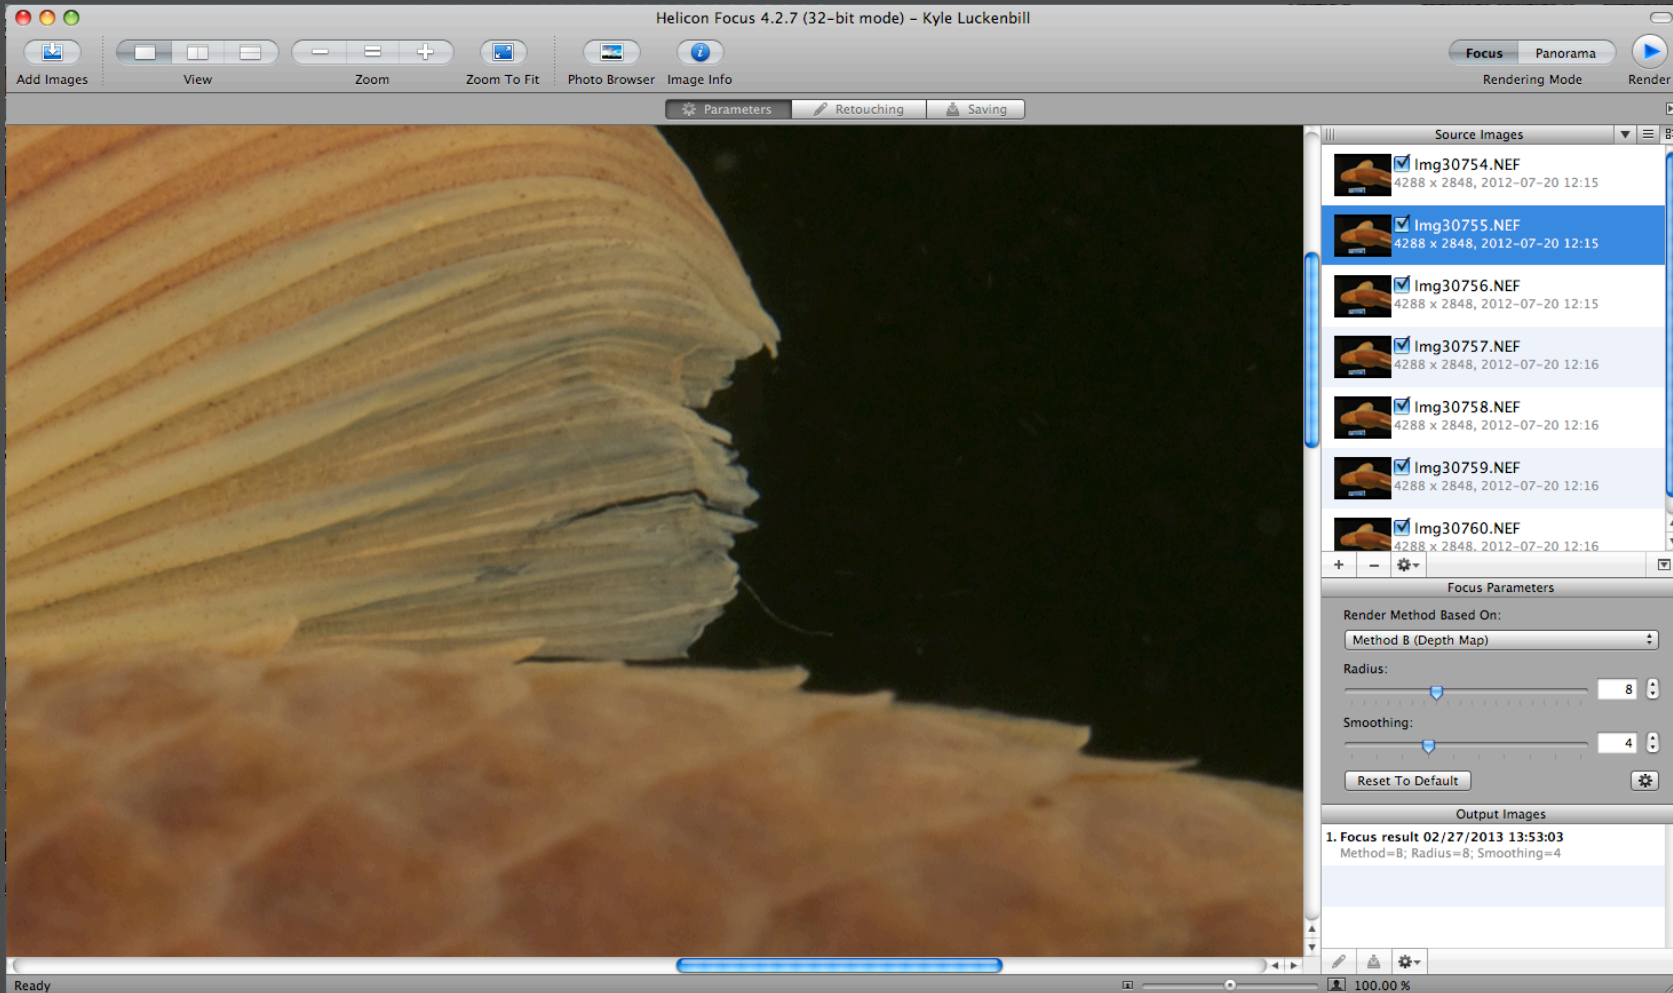 Helicon Focus 4.2.7 (32-bit mode) – Kyle Luckenbill
Add Images
View
Zoom
Zoom To Fit
Photo Browser
Image Info
Focus
Panorama
Rendering Mode
Render
Parameters
Retouching
Saving
Source Images
Img30754.NEF
4288 x 2848, 2012-07-20 12:15
Img30755.NEF
4288 x 2848, 2012-07-20 12:15
Img30756.NEF
4288 x 2848, 2012-07-20 12:15
Img30757.NEF
4288 x 2848, 2012-07-20 12:16
Img30758.NEF
4288 x 2848, 2012-07-20 12:16
Img30759.NEF
4288 x 2848, 2012-07-20 12:16
Img30760.NEF
4288 x 2848, 2012-07-20 12:16
Focus Parameters
Render Method Based On:
Method B (Depth Map)
Radius:
8
Smoothing:
4
Reset To Default
Output Images
1. Focus result 02/27/2013 13:53:03
Method=B; Radius=8; Smoothing=4
Ready
100.00 %